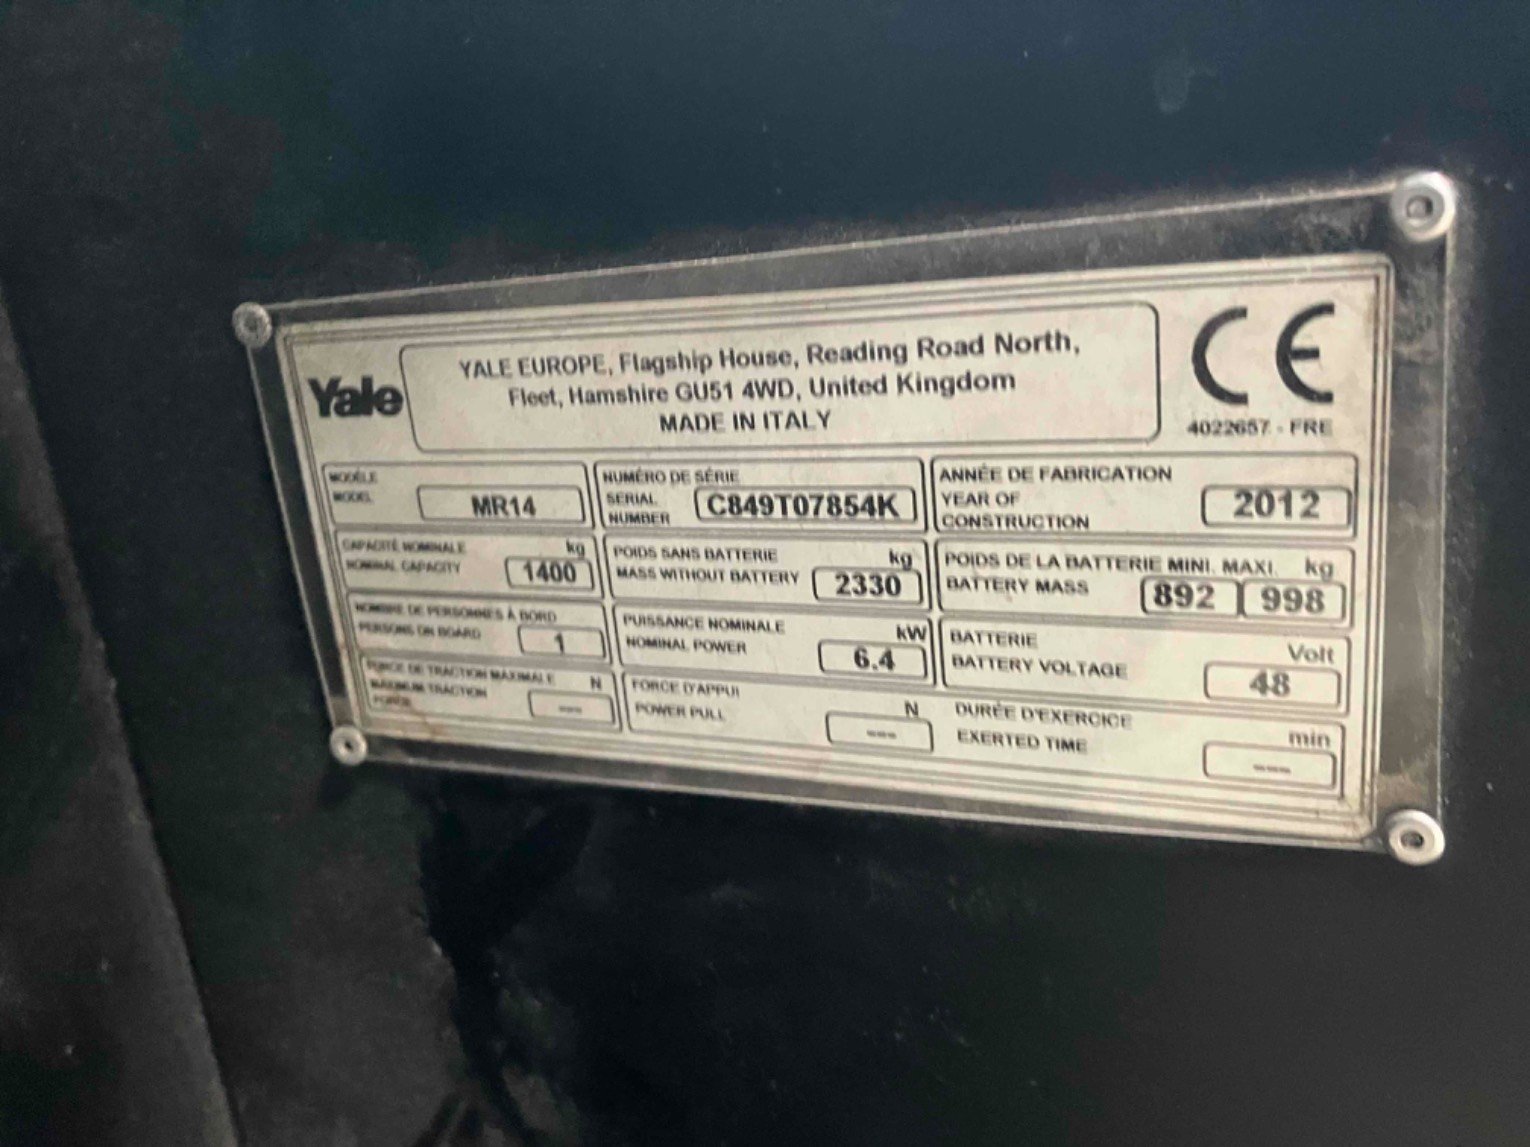 Yale
YALE EUROPE, Flagship House, Reading Road North,
Fleet, Hamshire GU51 4WD, United Kingdom
MADE IN ITALY
CE
4022657 - FRE
MODÈLE
MODEL
MR14
NUMÉRO DE SÉRIE
SERIAL
NUMBER
C849T07854K
ANNÉE DE FABRICATION
YEAR OF
CONSTRUCTION
2012
CAPACITÉ NOMINALE kg
NOMINAL CAPACITY
1400
POIDS SANS BATTERIE kg
MASS WITHOUT BATTERY
2330
POIDS DE LA BATTERIE MINI. MAXI. kg
BATTERY MASS
892 998
NOMBRE DE PERSONNES À BORD
PERSONS ON BOARD
1
PUISSANCE NOMINALE kW
NOMINAL POWER
6.4
BATTERIE Volt
BATTERY VOLTAGE
48
FORCE DE TRACTION MAXIMALE N
MAXIMUM TRACTION
FORCE
---
FORCE D'APPUI N
POWER PULL
---
DURÉE D'EXERCICE min
EXERTED TIME
---